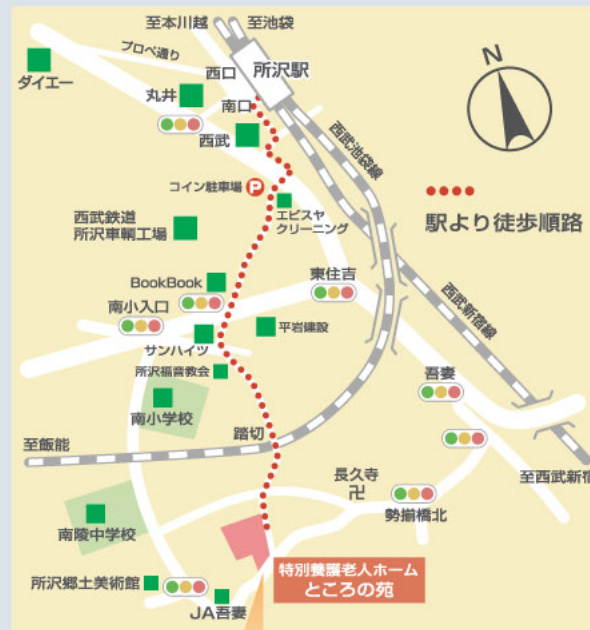 至本川越
至池袋
プロペ通り
ダイエー
西口
所沢駅
N
丸井
南口
西武
西武池袋線
コイン駐車場
P
エビスヤ
クリーニング
駅より徒歩順路
西武鉄道
所沢車輌工場
BookBook
東住吉
西武新宿線
南小入口
平岩建設
サンハイツ
所沢福音教会
吾妻
南小学校
踏切
至飯能
至西武新宿
長久寺
卍
勢揃橋北
南陵中学校
特別養護老人ホーム
ところの苑
所沢郷土美術館
JA吾妻